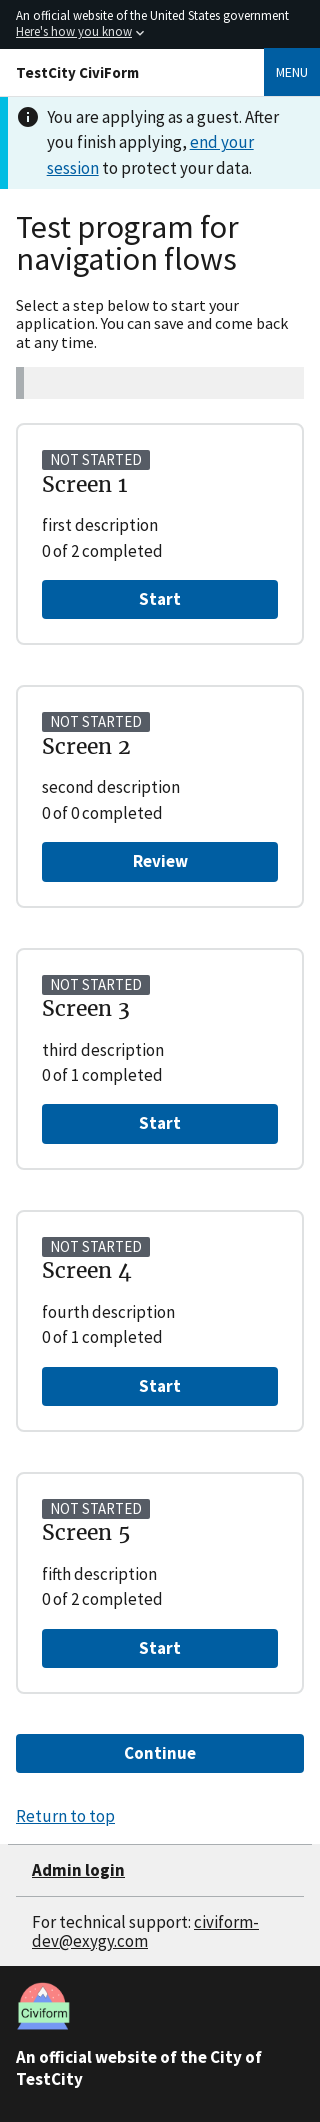 An official website of the United States government
Here's how you know
TestCity CiviForm
MENU
You are applying as a guest. After
you finish applying, end your
session to protect your data.
Test program for
navigation flows
Select a step below to start your
application. You can save and come back
at any time.
NOT STARTED
Screen 1
first description
0 of 2 completed
Start
NOT STARTED
Screen 2
second description
0 of 0 completed
Review
NOT STARTED
Screen 3
third description
0 of 1 completed
Start
NOT STARTED
Screen 4
fourth description
0 of 1 completed
Start
NOT STARTED
Screen 5
fifth description
0 of 2 completed
Start
Continue
Return to top
Admin login
For technical support: civiform-
dev@exygy.com
Civiform
An official website of the City of
TestCity